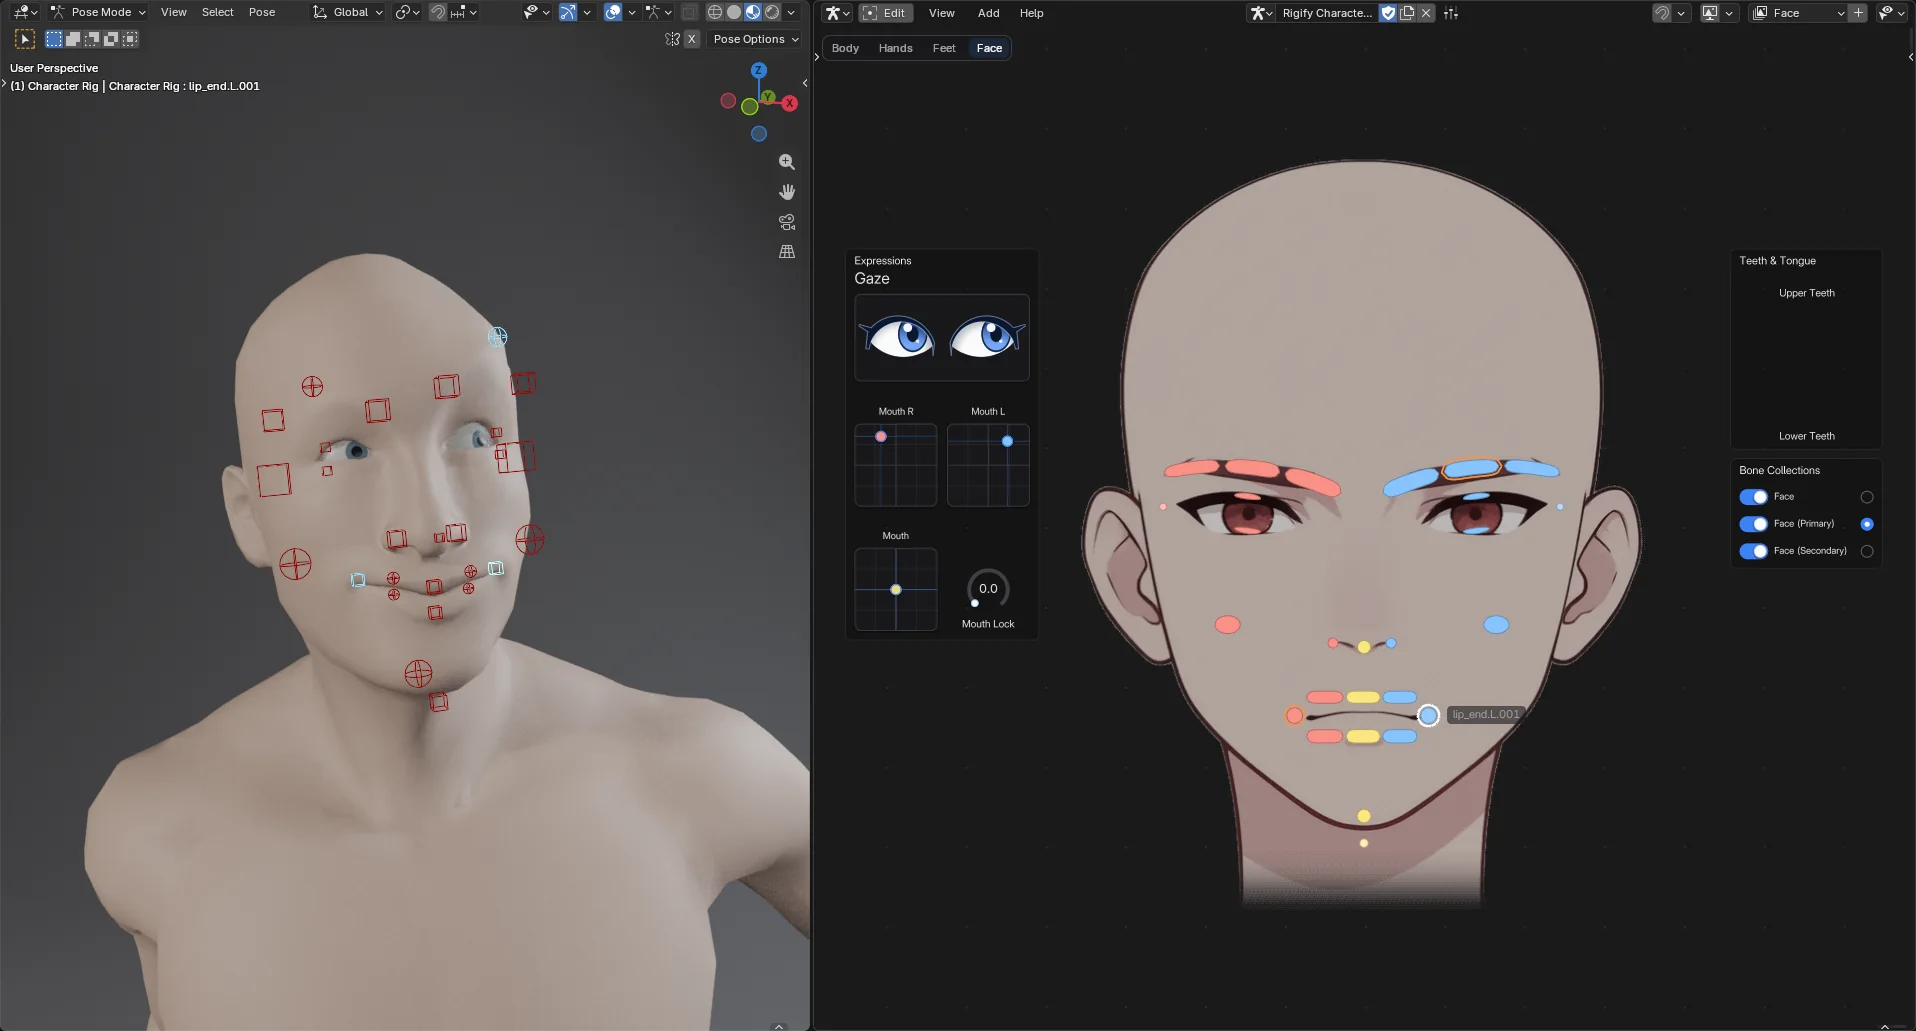 Pose Mode
View
Select
Pose
Global
X
Pose Options
User Perspective
(1) Character Rig | Character Rig : lip_end.L.001
Z
Y
X
Edit
View
Add
Help
Rigify Characte...
Face
Body
Hands
Feet
Face
Expressions
Gaze
Mouth R
Mouth L
Mouth
0.0
Mouth Lock
lip_end.L.001
Teeth & Tongue
Upper Teeth
Lower Teeth
Bone Collections
Face
Face (Primary)
Face (Secondary)